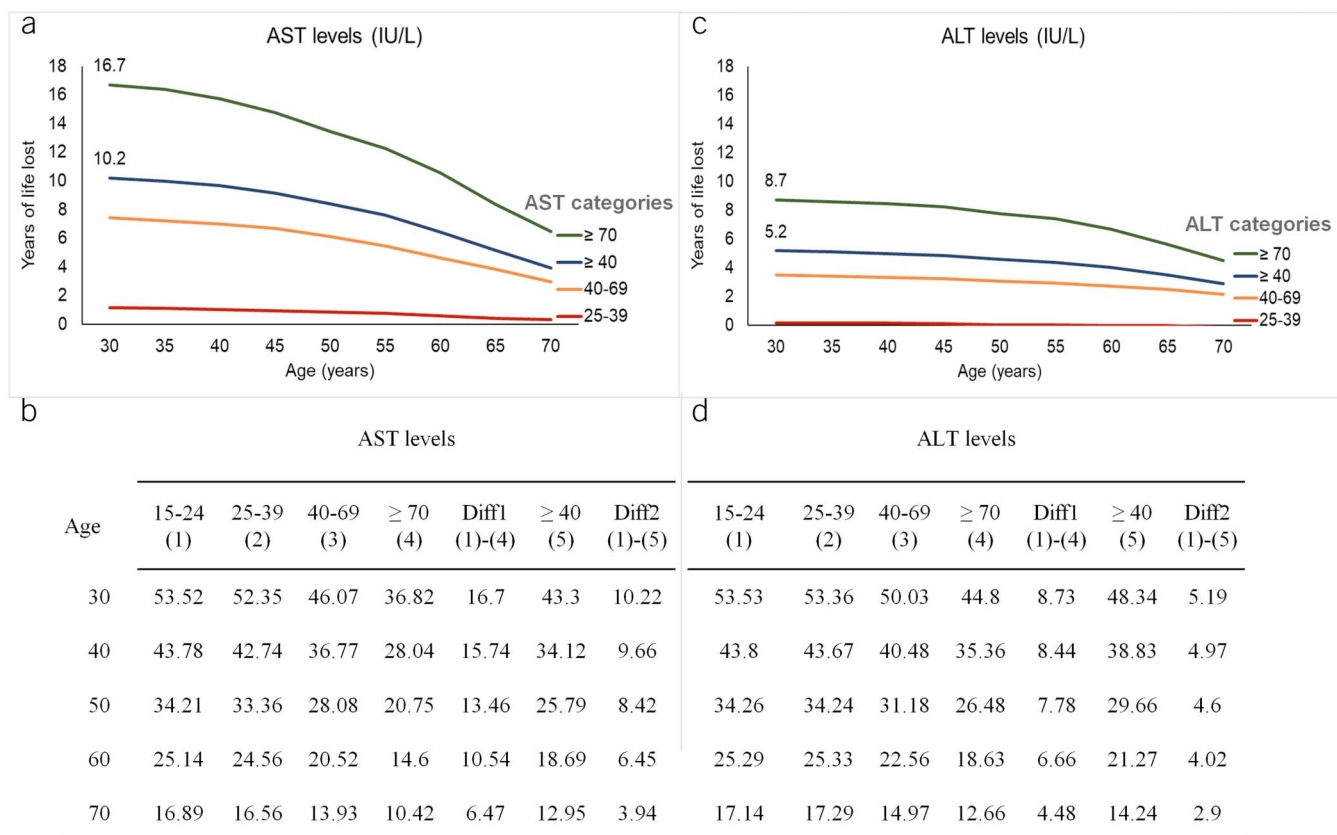 a
AST levels (IU/L)
Years of life lost
18
16
14
12
10
8
6
4
2
0
16.7
10.2
AST categories
≥ 70
≥ 40
40-69
25-39
30 35 40 45 50 55 60 65 70
Age (years)
c
ALT levels (IU/L)
Years of life lost
18
16
14
12
10
8
6
4
2
0
8.7
5.2
ALT categories
≥ 70
≥ 40
40-69
25-39
30 35 40 45 50 55 60 65 70
Age (years)
b
AST levels
Age 15-24 (1) 25-39 (2) 40-69 (3) ≥ 70 (4) Diff1 (1)-(4) ≥ 40 (5) Diff2 (1)-(5)
30 53.52 52.35 46.07 36.82 16.7 43.3 10.22
40 43.78 42.74 36.77 28.04 15.74 34.12 9.66
50 34.21 33.36 28.08 20.75 13.46 25.79 8.42
60 25.14 24.56 20.52 14.6 10.54 18.69 6.45
70 16.89 16.56 13.93 10.42 6.47 12.95 3.94
d
ALT levels
15-24 (1) 25-39 (2) 40-69 (3) ≥ 70 (4) Diff1 (1)-(4) ≥ 40 (5) Diff2 (1)-(5)
53.53 53.36 50.03 44.8 8.73 48.34 5.19
43.8 43.67 40.48 35.36 8.44 38.83 4.97
34.26 34.24 31.18 26.48 7.78 29.66 4.6
25.29 25.33 22.56 18.63 6.66 21.27 4.02
17.14 17.29 14.97 12.66 4.48 14.24 2.9